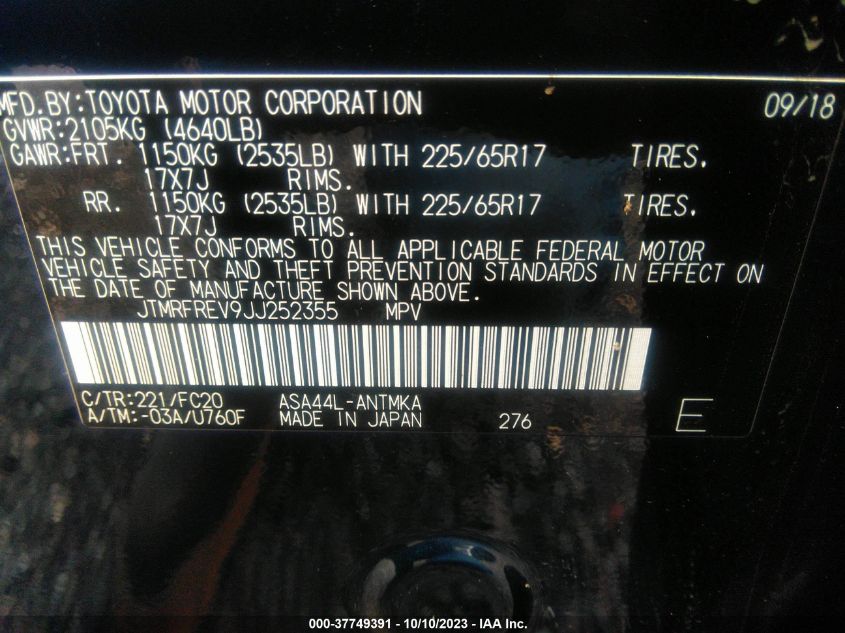 MFD.BY:TOYOTA MOTOR CORPORATION 09/18
GVWR:2105KG (4640LB)
GAWR:FRT. 1150KG (2535LB) WITH 225/65R17 TIRES.
17X7J RIMS.
RR. 1150KG (2535LB) WITH 225/65R17 TIRES.
17X7J RIMS.
THIS VEHICLE CONFORMS TO ALL APPLICABLE FEDERAL MOTOR
VEHICLE SAFETY AND THEFT PREVENTION STANDARDS IN EFFECT ON
THE DATE OF MANUFACTURE SHOWN ABOVE.
JTMRFREV9JJ252355 MPV
C/TR:221/FC20 ASA44L-ANTMKA
A/TM:-03A/U760F MADE IN JAPAN 276 E
000-37749391 - 10/10/2023 - IAA Inc.